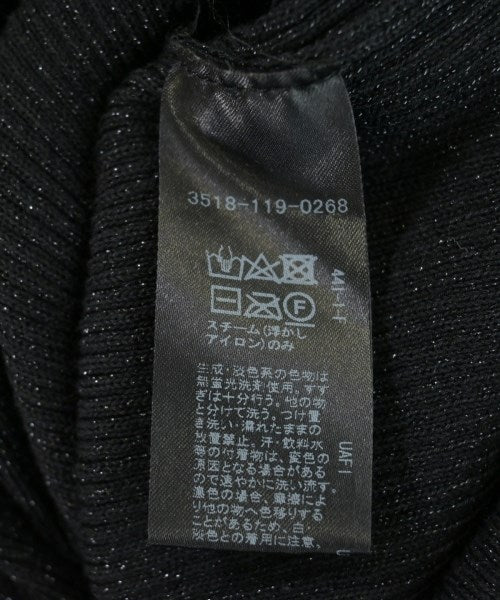 3518-119-0268
F
スチーム(浮かし
アイロン)のみ
生成・淡色系の色物は
無蛍光洗剤使用。すす
ぎは十分行う。他の物
と分けて洗う。つけ置
き洗い・濡れたままの
放置禁止。汗・飲料水
等の付着物は、変色の
原因となる場合がある
ので速やかに洗い流す。
濃色の場合、摩擦によ
り他の物へ色移りする
ことがあるため、白・
淡色との着用に注意。
441-I-F
UAFI
U